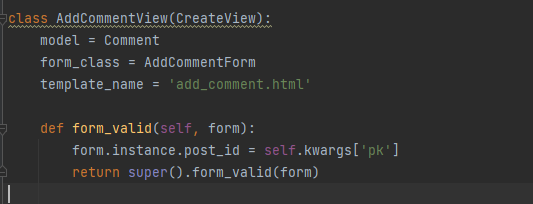 class AddCommentView(CreateView):
    model = Comment
    form_class = AddCommentForm
    template_name = 'add_comment.html'
    def form_valid(self, form):
        form.instance.post_id = self.kwargs['pk']
        return super().form_valid(form)